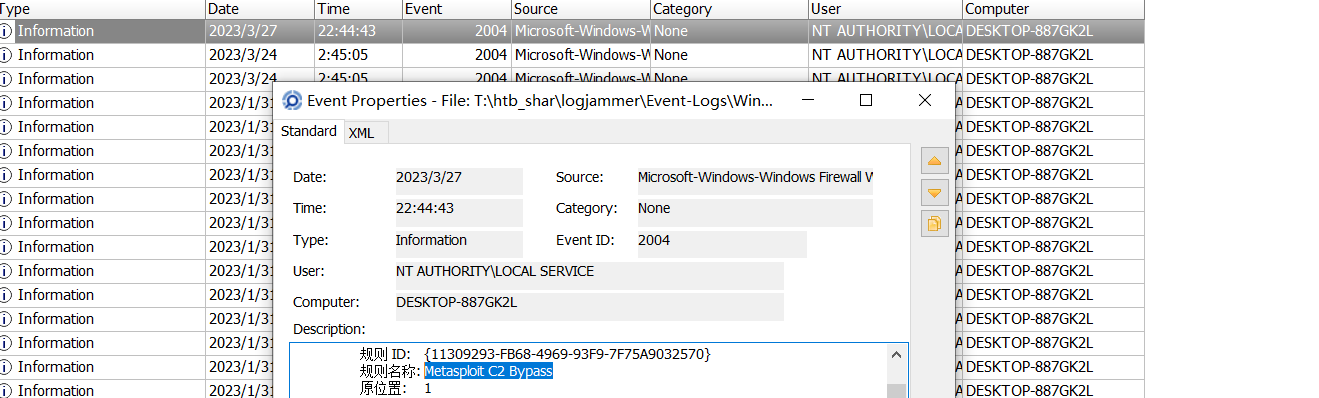 Type Date Time Event Source Category User Computer
Information 2023/3/27 22:44:43 2004 Microsoft-Windows-W None NT AUTHORITY\LOCA DESKTOP-887GK2L
Information 2023/3/24 2:45:05 2004 Microsoft-Windows-W None NT AUTHORITY\LOCA DESKTOP-887GK2L
Information 2023/3/24 2:45:05 2004 Microsoft-Windows-W None NT AUTHORITY\LOCA DESKTOP-887GK2L
Event Properties - File: T:\htb_shar\logjammer\Event-Logs\Win...
Information 2023/1/31 A DESKTOP-887GK2L
Information 2023/1/31 A DESKTOP-887GK2L
Standard XML
Information 2023/1/31 A DESKTOP-887GK2L
Information 2023/1/31 A DESKTOP-887GK2L
Date: 2023/3/27 Source: Microsoft-Windows-Windows Firewall W
Information 2023/1/31 A DESKTOP-887GK2L
Time: 22:44:43 Category: None
Information 2023/1/31 A DESKTOP-887GK2L
Information 2023/1/31 A DESKTOP-887GK2L
Type: Information Event ID: 2004
Information 2023/1/31 A DESKTOP-887GK2L
User: NT AUTHORITY\LOCAL SERVICE
Information 2023/1/31 A DESKTOP-887GK2L
Computer: DESKTOP-887GK2L
Information 2023/1/31 A DESKTOP-887GK2L
Information 2023/1/31 A DESKTOP-887GK2L
Description:
Information 2023/1/31 A DESKTOP-887GK2L
规则 ID: {11309293-FB68-4969-93F9-7F75A9032570}
Information 2023/1/31 A DESKTOP-887GK2L
规则名称: Metasploit C2 Bypass
原位置: 1